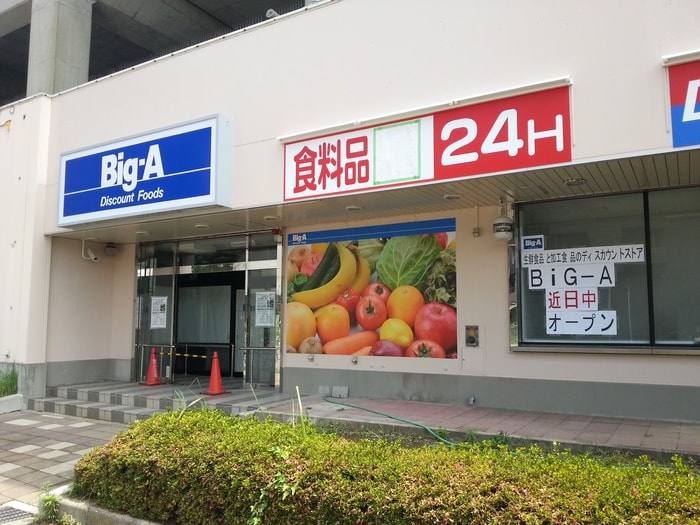 Big-A
Discount Foods
食料品
24H
D
Big-A
Big-A
生鮮食品 と加工食 品のディ スカウン トストア
BiG-A
近日中
オープン